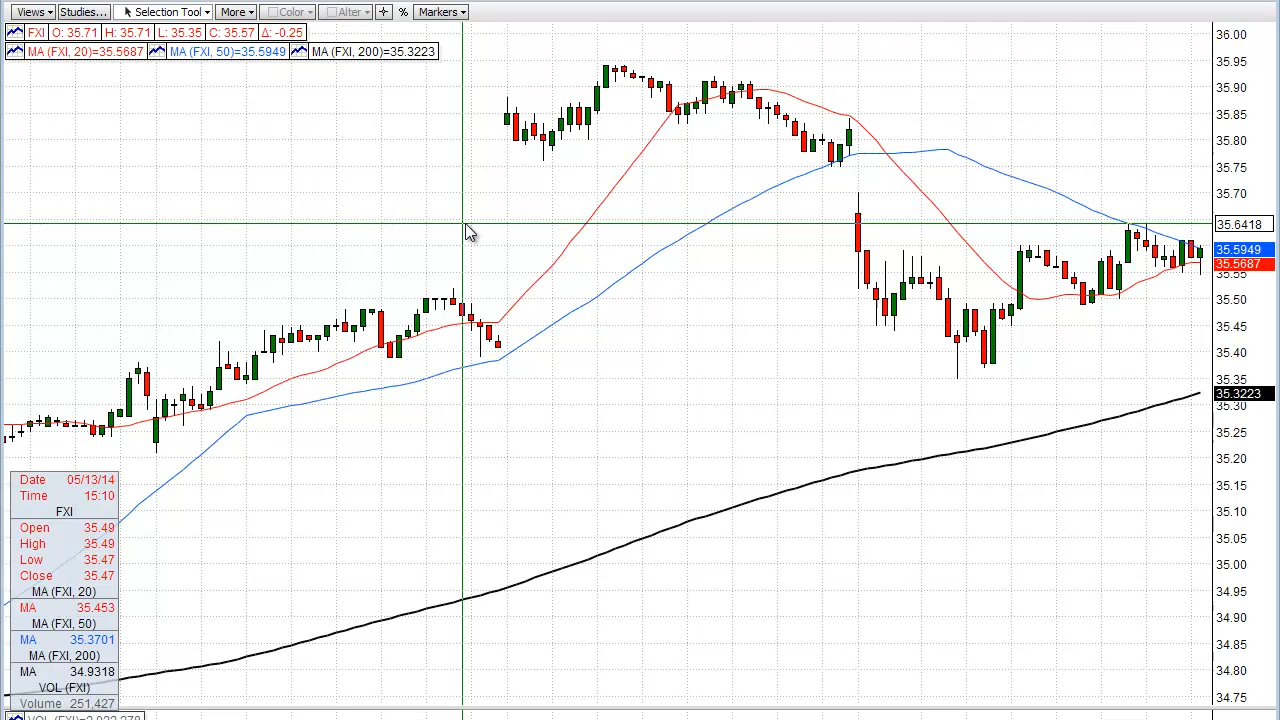 Views Studies... Selection Tool More Color Alter % Markers
FXI O: 35.71 H: 35.71 L: 35.35 C: 35.57 Δ: -0.25
MA (FXI, 20)=35.5687 MA (FXI, 50)=35.5949 MA (FXI, 200)=35.3223
36.00
35.95
35.90
35.85
35.80
35.75
35.70
35.6418
35.5949
35.5687
35.55
35.50
35.45
35.40
35.35
35.3223
35.30
35.25
35.20
35.15
35.10
35.05
35.00
34.95
34.90
34.85
34.80
34.75
Date 05/13/14
Time 15:10
FXI
Open 35.49
High 35.49
Low 35.47
Close 35.47
MA (FXI, 20)
MA 35.453
MA (FXI, 50)
MA 35.3701
MA (FXI, 200)
MA 34.9318
VOL (FXI)
Volume 251,427